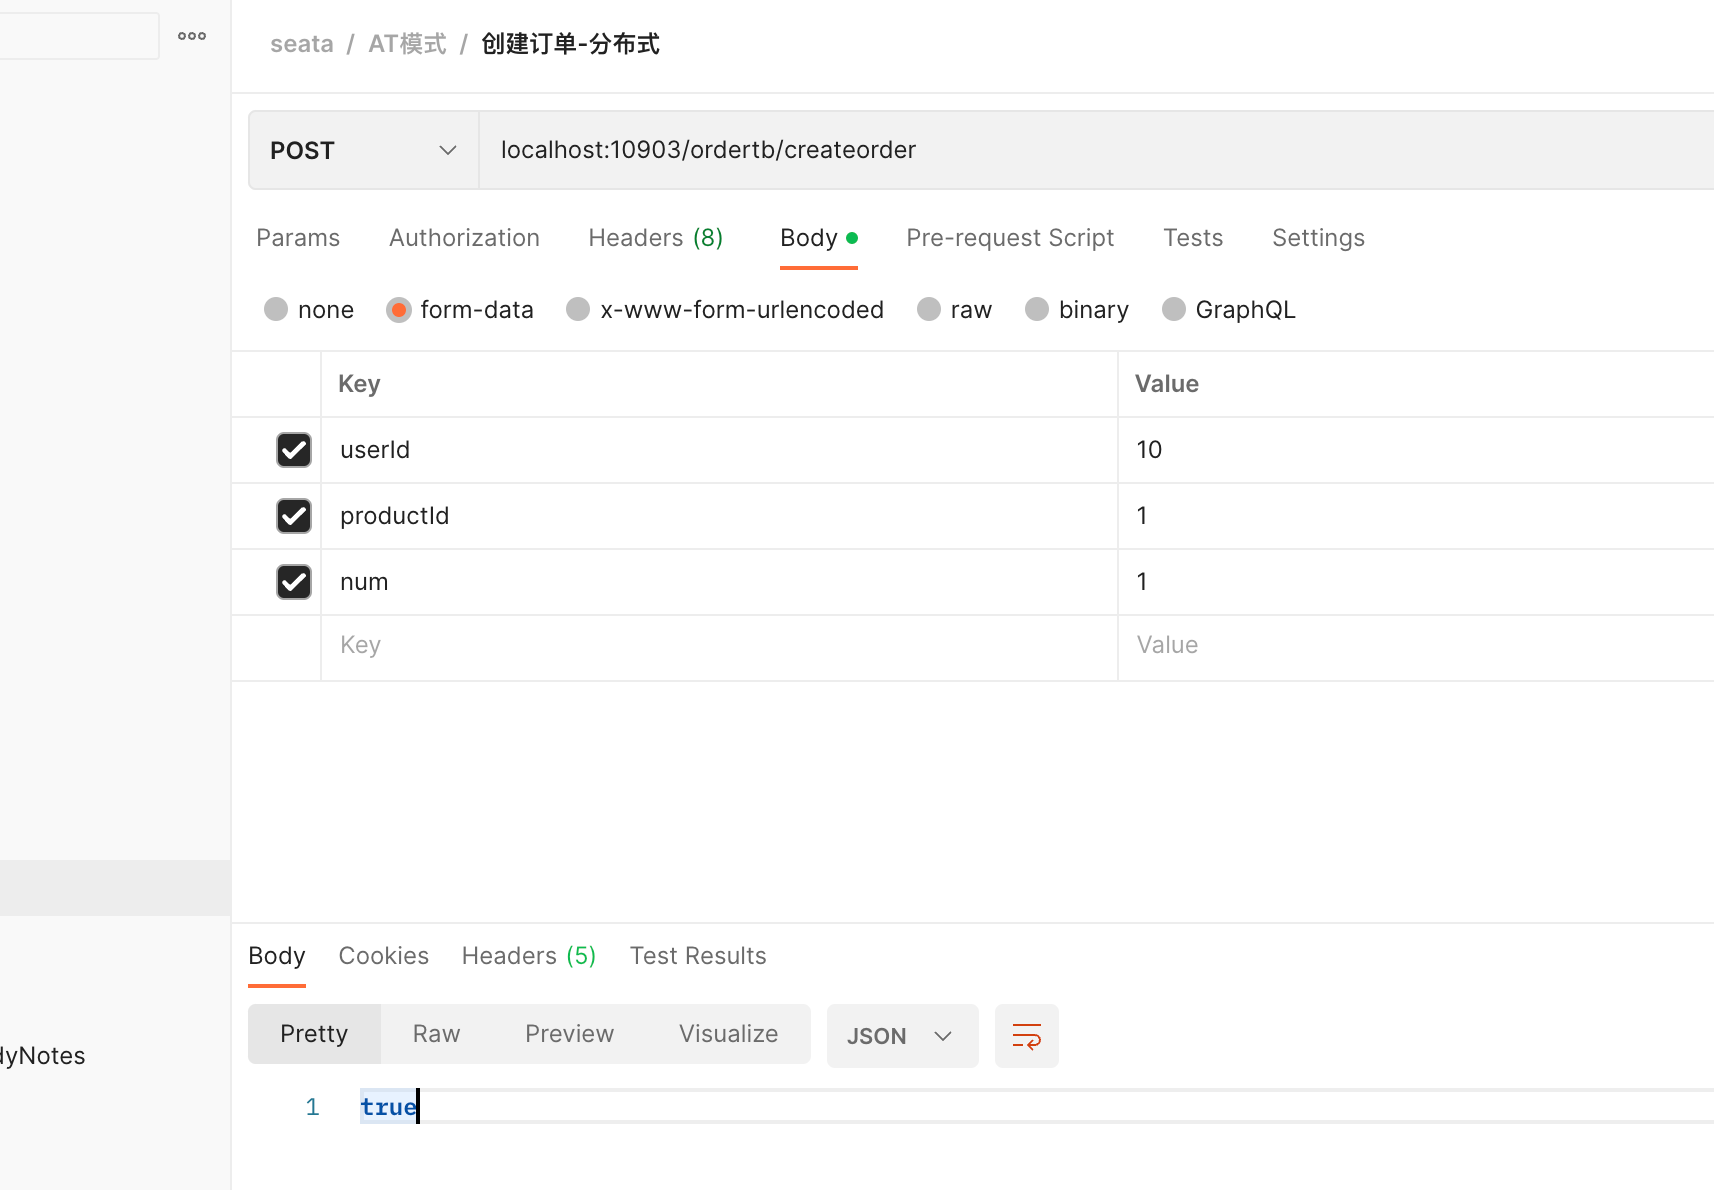 seata / AT模式 / 创建订单-分布式
POST localhost:10903/ordertb/createorder
Params Authorization Headers (8) Body Pre-request Script Tests Settings
none form-data x-www-form-urlencoded raw binary GraphQL
Key Value
userId 10
productId 1
num 1
Key Value
Body Cookies Headers (5) Test Results
Pretty Raw Preview Visualize JSON
yNotes
1 true